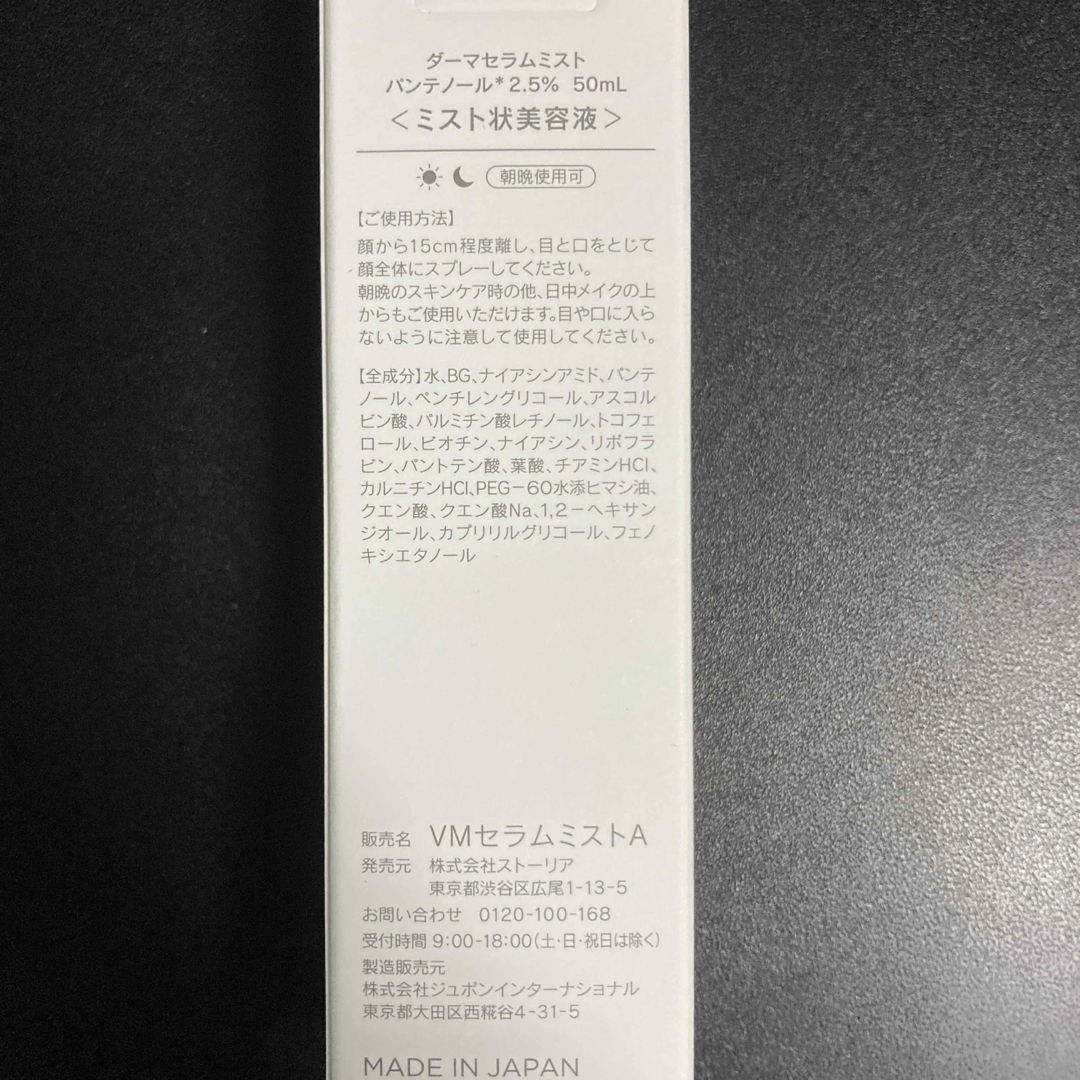 ダーマセラムミスト
パンテノール*2.5% 50mL
＜ミスト状美容液＞
朝晩使用可
【ご使用方法】
顔から15cm程度離し、目と口をとじて
顔全体にスプレーしてください。
朝晩のスキンケア時の他、日中メイクの上
からもご使用いただけます。目や口に入ら
ないように注意して使用してください。
【全成分】水、BG、ナイアシンアミド、パンテ
ノール、ペンチレングリコール、アスコル
ビン酸、パルミチン酸レチノール、トコフェ
ロール、ビオチン、ナイアシン、リボフラ
ビン、パントテン酸、葉酸、チアミンHCl、
カルニチンHCl、PEG－60水添ヒマシ油、
クエン酸、クエン酸Na、1,2－ヘキサン
ジオール、カプリリルグリコール、フェノ
キシエタノール
販売名 VMセラムミストA
発売元 株式会社ストーリア
東京都渋谷区広尾1-13-5
お問い合わせ 0120-100-168
受付時間 9:00-18:00（土・日・祝日は除く）
製造販売元
株式会社ジュポンインターナショナル
東京都大田区西糀谷4-31-5
MADE IN JAPAN